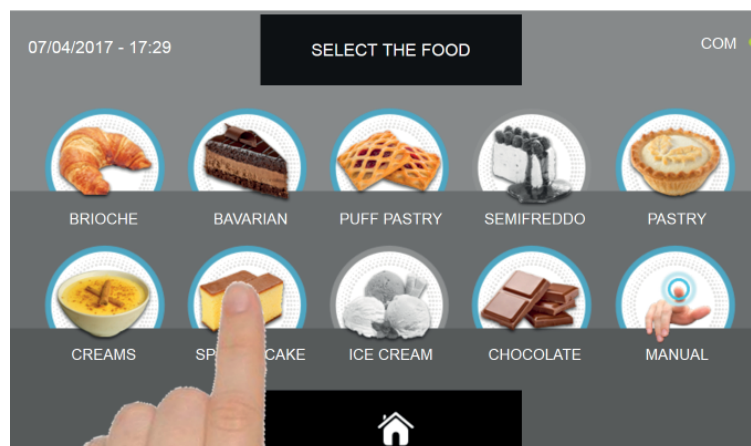 07/04/2017 - 17:29
SELECT THE FOOD
COM
BRIOCHE
BAVARIAN
PUFF PASTRY
SEMIFREDDO
PASTRY
CREAMS
CAKE
ICE CREAM
CHOCOLATE
MANUAL